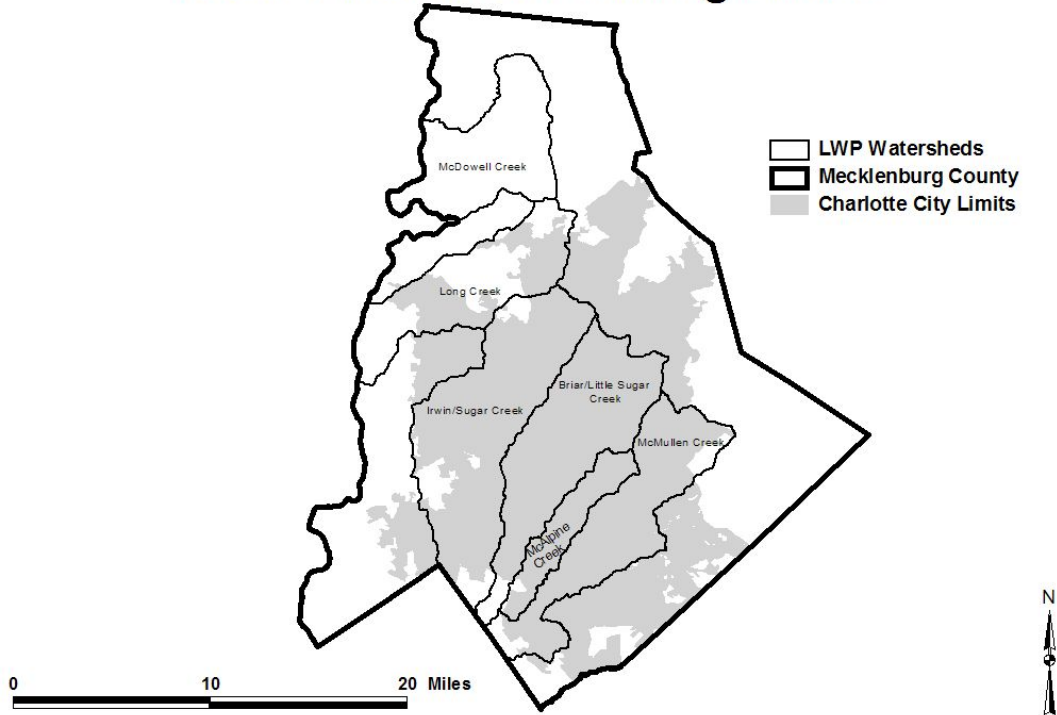 McDowell Creek
LWP Watersheds
Mecklenburg County
Charlotte City Limits
Long Creek
Briar/Little Sugar
Creek
Irwin/Sugar Creek
McMullen Creek
McAlpine
Creek
N
0 10 20 Miles